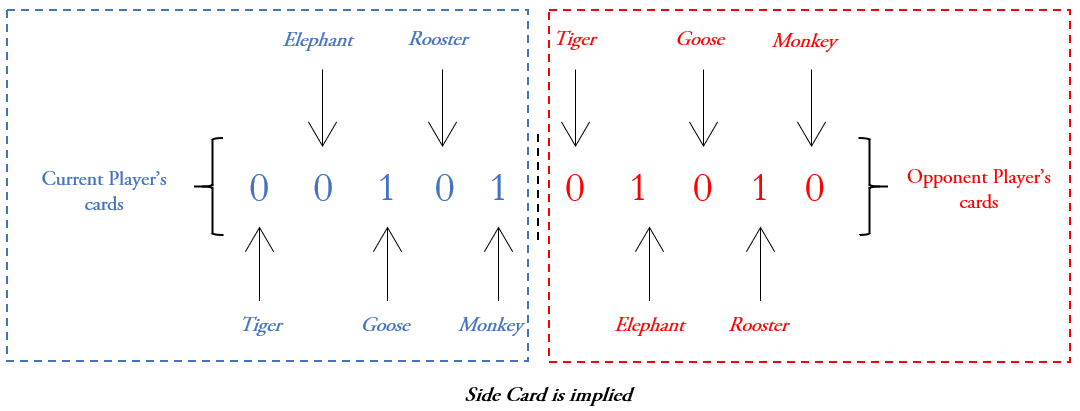 Elephant Rooster Tiger Goose Monkey
Current Player's
cards
0 0 1 0 1 0 1 0 1 0
Opponent Player's
cards
Tiger Goose Monkey Elephant Rooster
Side Card is implied